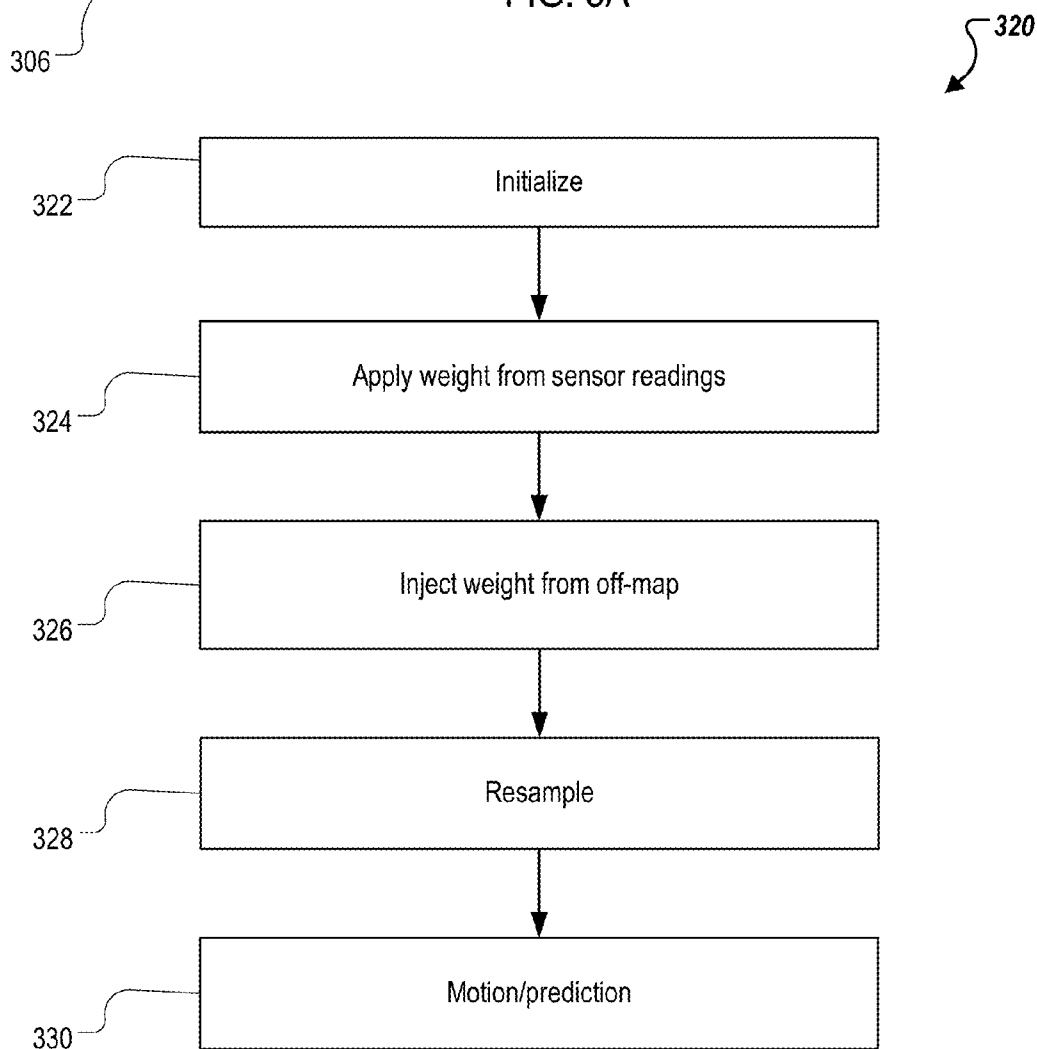 320
306
Initialize
322
Apply weight from sensor readings
324
Inject weight from off-map
326
Resample
328
Motion/prediction
330